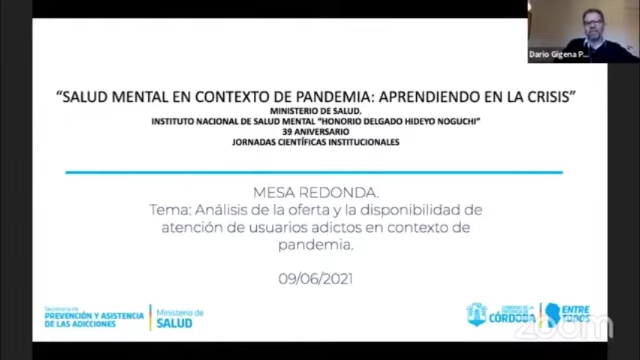 Dario Gigena P...
“SALUD MENTAL EN CONTEXTO DE PANDEMIA: APRENDIENDO EN LA CRISIS”
MINISTERIO DE SALUD.
INSTITUTO NACIONAL DE SALUD MENTAL “HONORIO DELGADO HIDEYO NOGUCHI”
39 ANIVERSARIO
JORNADAS CIENTÍFICAS INSTITUCIONALES
MESA REDONDA.
Tema: Análisis de la oferta y la disponibilidad de
atención de usuarios adictos en contexto de
pandemia.
09/06/2021
Secretaría de
PREVENCIÓN Y ASISTENCIA
DE LAS ADICCIONES
Ministerio de
SALUD
CÓRDOBA
ENTRE
TODOS
zoom